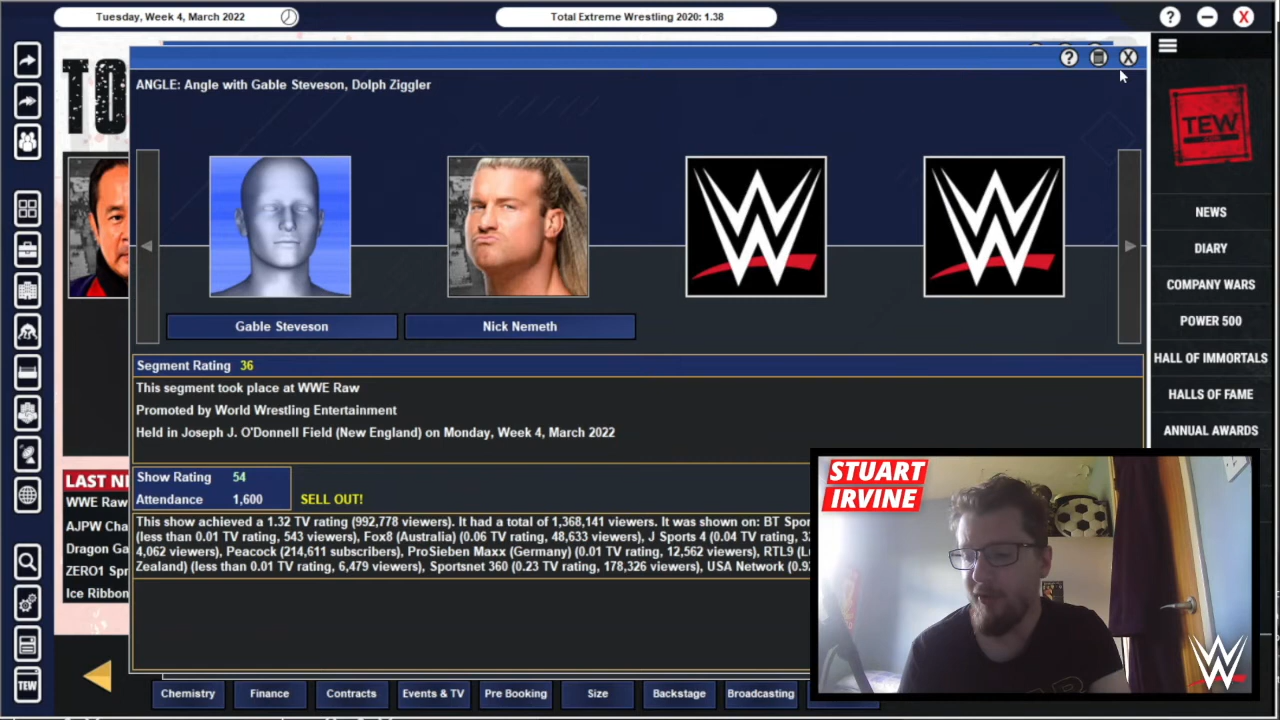 Tuesday, Week 4, March 2022
Total Extreme Wrestling 2020: 1.38
? X
TO
? X
ANGLE: Angle with Gable Steveson, Dolph Ziggler
TEW
Gable Steveson
Nick Nemeth
NEWS
DIARY
COMPANY WARS
POWER 500
HALL OF IMMORTALS
HALLS OF FAME
ANNUAL AWARDS
Segment Rating 36
This segment took place at WWE Raw
Promoted by World Wrestling Entertainment
Held in Joseph J. O'Donnell Field (New England) on Monday, Week 4, March 2022
Show Rating 54
Attendance 1,600 SELL OUT!
This show achieved a 1.32 TV rating (992,778 viewers). It had a total of 1,368,141 viewers. It was shown on: BT Spor
(less than 0.01 TV rating, 543 viewers), Fox8 (Australia) (0.06 TV rating, 48,633 viewers), J Sports 4 (0.04 TV rating, 32
4,062 viewers), Peacock (214,611 subscribers), ProSieben Maxx (Germany) (0.01 TV rating, 12,562 viewers), RTL9 (L
Zealand) (less than 0.01 TV rating, 6,479 viewers), Sportsnet 360 (0.23 TV rating, 178,326 viewers), USA Network (0.9
LAST NI
WWE Raw
AJPW Cha
Dragon Ga
ZERO1 Spr
Ice Ribbon
STUART
IRVINE
TEW
Chemistry
Finance
Contracts
Events & TV
Pre Booking
Size
Backstage
Broadcasting